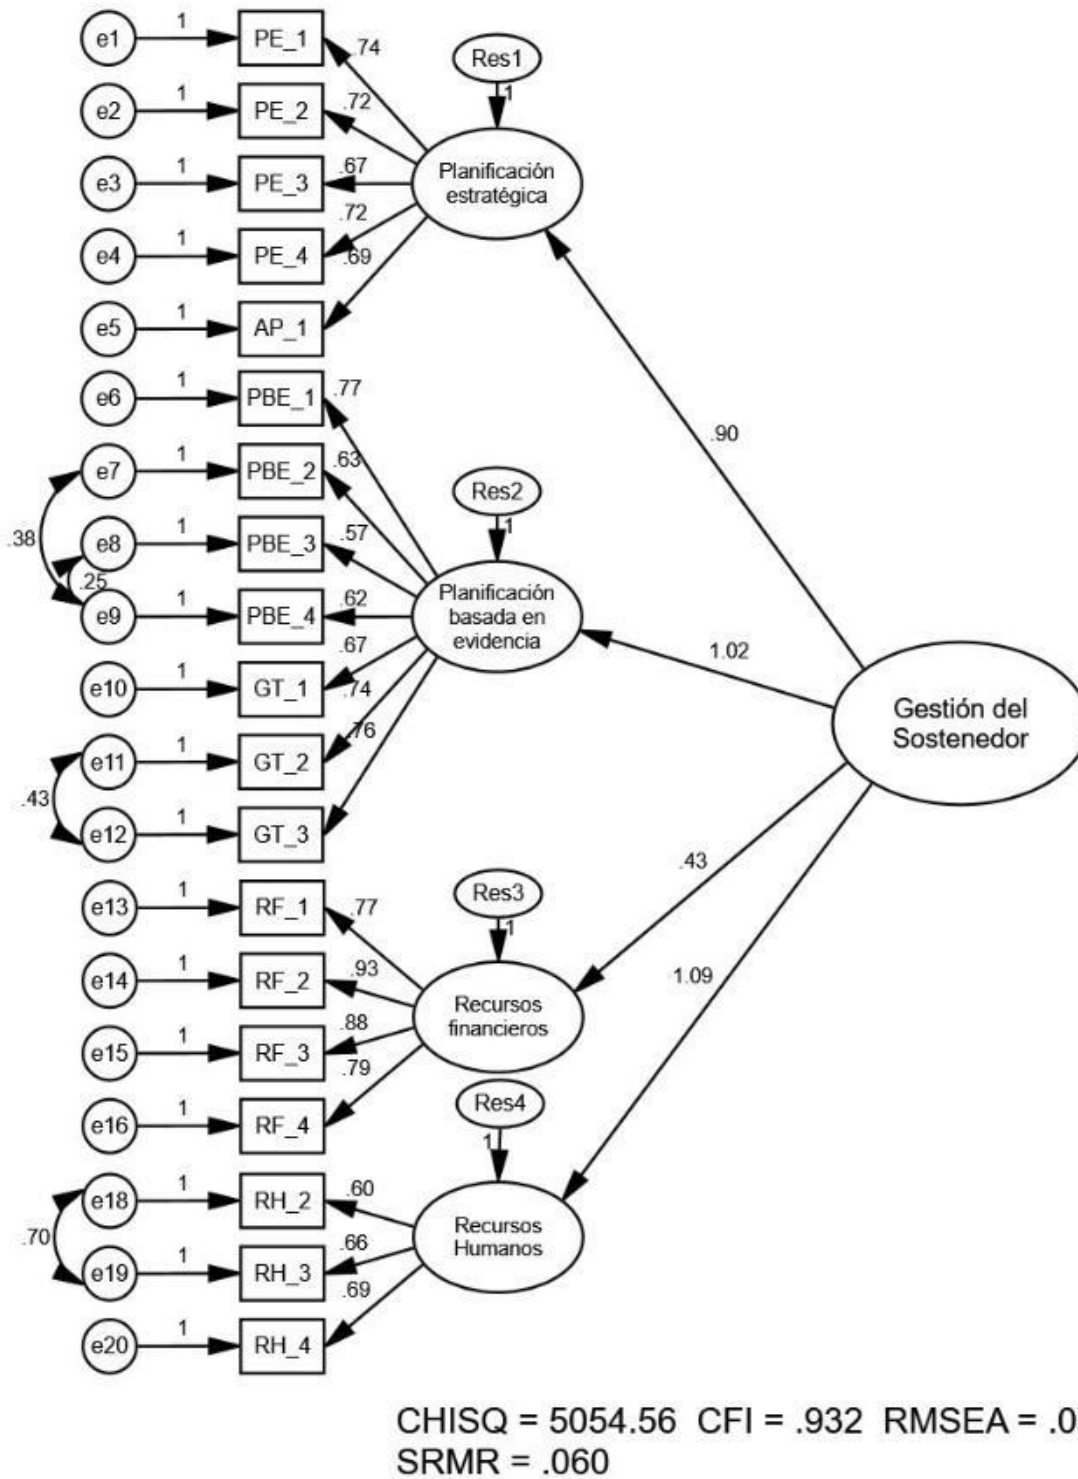 e1 1 PE_1 .74 Res1
e2 1 PE_2 .72 1
e3 1 PE_3 .67 Planificación
estratégica
e4 1 PE_4 .72
e5 1 AP_1 .69
e6 1 PBE_1 .77 .90
e7 1 PBE_2 .63 Res2
.38 e8 1 PBE_3 .57 1
.25
e9 1 PBE_4 .62 Planificación
basada en
evidencia
1.02
e10 1 GT_1 .67
e11 1 GT_2 .74
.43
e12 1 GT_3 .76
Gestión del
Sostenedor
e13 1 RF_1 .77 Res3 .43
e14 1 RF_2 .93 1 1.09
e15 1 RF_3 .88 Recursos
financieros
e16 1 RF_4 .79 Res4
1
e18 1 RH_2 .60
.70
e19 1 RH_3 .66 Recursos
Humanos
e20 1 RH_4 .69
CHISQ = 5054.56 CFI = .932 RMSEA = .0
SRMR = .060